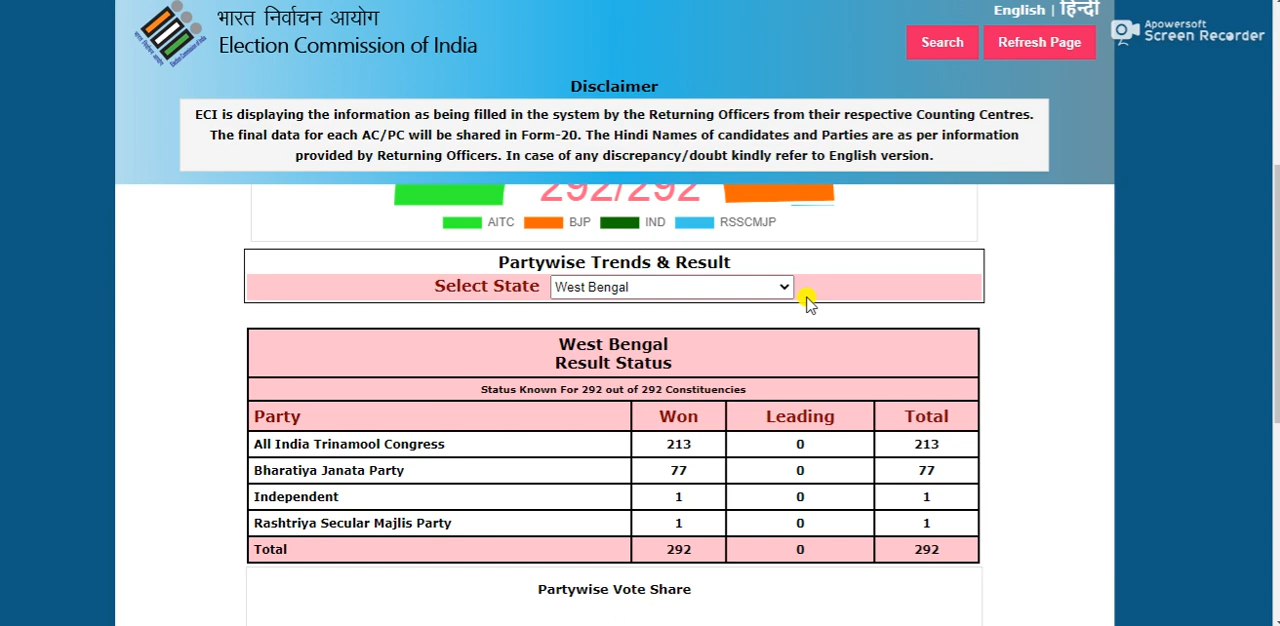 भारत निर्वाचन आयोग
Election Commission of India
English | हिन्दी
Search Refresh Page
Apowersoft
Screen Recorder
Disclaimer
ECI is displaying the information as being filled in the system by the Returning Officers from their respective Counting Centres.
The final data for each AC/PC will be shared in Form-20. The Hindi Names of candidates and Parties are as per information
provided by Returning Officers. In case of any discrepancy/doubt kindly refer to English version.
292/292
AITC BJP IND RSSCMJP
Partywise Trends & Result
Select State West Bengal
West Bengal
Result Status
Status Known For 292 out of 292 Constituencies
Party Won Leading Total
All India Trinamool Congress 213 0 213
Bharatiya Janata Party 77 0 77
Independent 1 0 1
Rashtriya Secular Majlis Party 1 0 1
Total 292 0 292
Partywise Vote Share